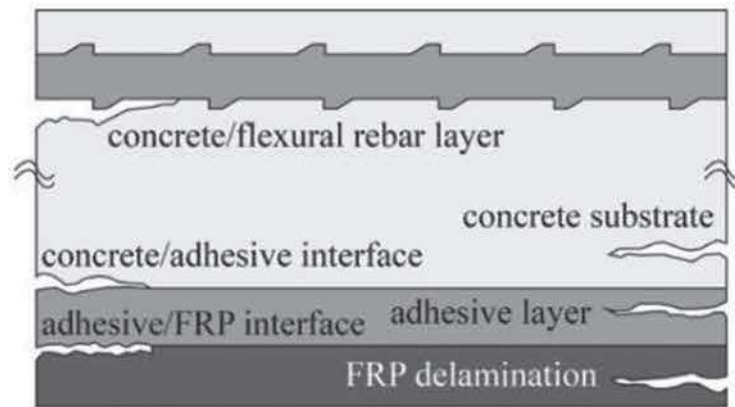 concrete/flexural rebar layer
concrete substrate
concrete/adhesive interface
adhesive layer
adhesive/FRP interface
FRP delamination